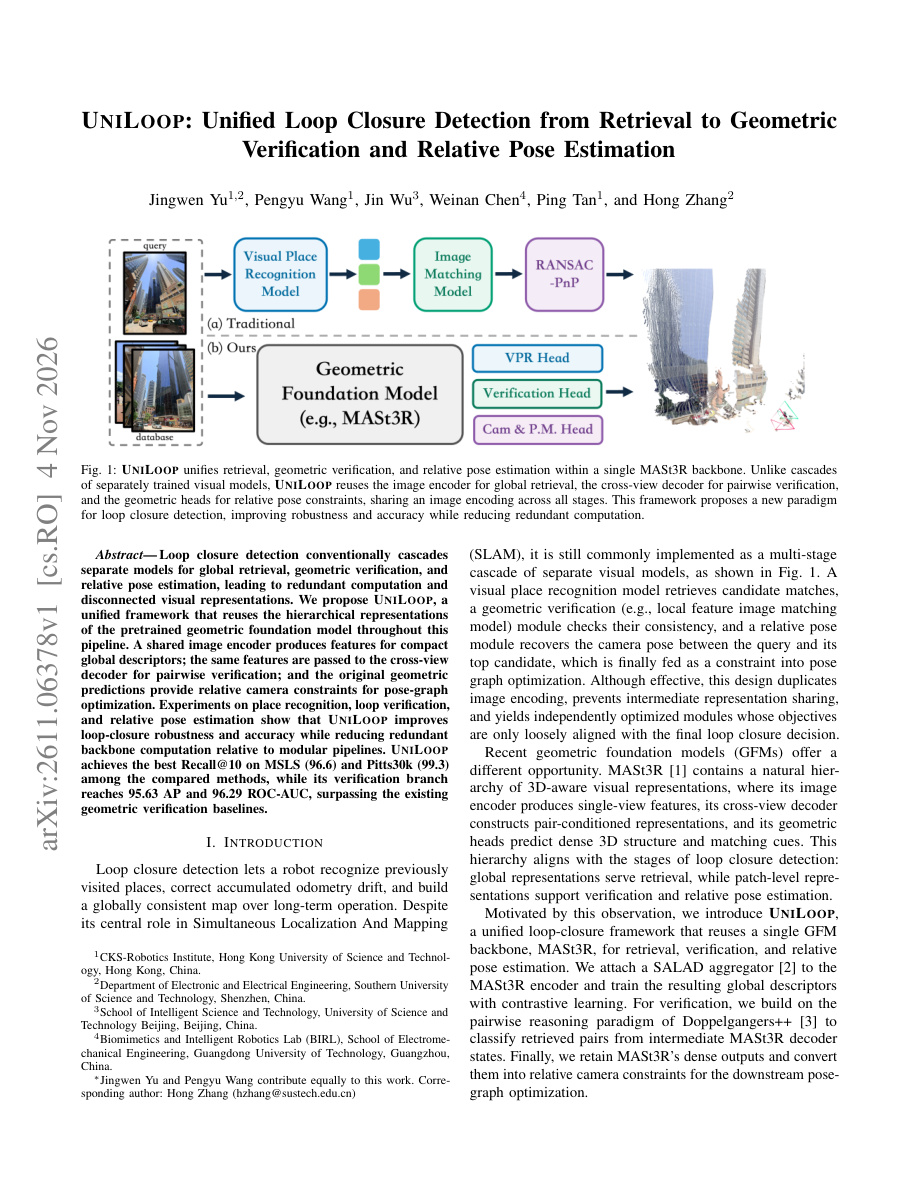 UNILOOP: Unified Loop Closure Detection from Retrieval to Geometric
Verification and Relative Pose Estimation
Jingwen Yu1,2, Pengyu Wang1, Jin Wu3, Weinan Chen4, Ping Tan1, and Hong Zhang2
query
Visual Place
Recognition
Model
Image
Matching
Model
RANSAC
-PnP
(a) Traditional
(b) Ours
database
Geometric
Foundation Model
(e.g., MASt3R)
VPR Head
Verification Head
Cam & P.M. Head
Fig. 1: UNILOOP unifies retrieval, geometric verification, and relative pose estimation within a single MASt3R backbone. Unlike cascades
of separately trained visual models, UNILOOP reuses the image encoder for global retrieval, the cross-view decoder for pairwise verification,
and the geometric heads for relative pose constraints, sharing an image encoding across all stages. This framework proposes a new paradigm
for loop closure detection, improving robustness and accuracy while reducing redundant computation.
arXiv:2611.06378v1 [cs.RO] 4 Nov 2026
Abstract—Loop closure detection conventionally cascades
separate models for global retrieval, geometric verification, and
relative pose estimation, leading to redundant computation and
disconnected visual representations. We propose UNILOOP, a
unified framework that reuses the hierarchical representations
of the pretrained geometric foundation model throughout this
pipeline. A shared image encoder produces features for compact
global descriptors; the same features are passed to the cross-view
decoder for pairwise verification; and the original geometric
predictions provide relative camera constraints for pose-graph
optimization. Experiments on place recognition, loop verification,
and relative pose estimation show that UNILOOP improves
loop-closure robustness and accuracy while reducing redundant
backbone computation relative to modular pipelines. UNILOOP
achieves the best Recall@10 on MSLS (96.6) and Pitts30k (99.3)
among the compared methods, while its verification branch
reaches 95.63 AP and 96.29 ROC-AUC, surpassing the existing
geometric verification baselines.
I. INTRODUCTION
Loop closure detection lets a robot recognize previously
visited places, correct accumulated odometry drift, and build
a globally consistent map over long-term operation. Despite
its central role in Simultaneous Localization And Mapping
1CKS-Robotics Institute, Hong Kong University of Science and Technol-
ogy, Hong Kong, China.
2Department of Electronic and Electrical Engineering, Southern University
of Science and Technology, Shenzhen, China.
3School of Intelligent Science and Technology, University of Science and
Technology Beijing, Beijing, China.
4Biomimetics and Intelligent Robotics Lab (BIRL), School of Electrome-
chanical Engineering, Guangdong University of Technology, Guangzhou,
China.
*Jingwen Yu and Pengyu Wang contribute equally to this work. Corre-
sponding author: Hong Zhang (hzhang@sustech.edu.cn)
(SLAM), it is still commonly implemented as a multi-stage
cascade of separate visual models, as shown in Fig. 1. A
visual place recognition model retrieves candidate matches,
a geometric verification (e.g., local feature image matching
model) module checks their consistency, and a relative pose
module recovers the camera pose between the query and its
top candidate, which is finally fed as a constraint into pose
graph optimization. Although effective, this design duplicates
image encoding, prevents intermediate representation sharing,
and yields independently optimized modules whose objectives
are only loosely aligned with the final loop closure decision.
Recent geometric foundation models (GFMs) offer a
different opportunity. MASt3R [1] contains a natural hier-
archy of 3D-aware visual representations, where its image
encoder produces single-view features, its cross-view decoder
constructs pair-conditioned representations, and its geometric
heads predict dense 3D structure and matching cues. This
hierarchy aligns with the stages of loop closure detection:
global representations serve retrieval, while patch-level repre-
sentations support verification and relative pose estimation.
Motivated by this observation, we introduce UNILOOP,
a unified loop-closure framework that reuses a single GFM
backbone, MASt3R, for retrieval, verification, and relative
pose estimation. We attach a SALAD aggregator [2] to the
MASt3R encoder and train the resulting global descriptors
with contrastive learning. For verification, we build on the
pairwise reasoning paradigm of Doppelgangers++ [3] to
classify retrieved pairs from intermediate MASt3R decoder
states. Finally, we retain MASt3R's dense outputs and convert
them into relative camera constraints for the downstream pose-
graph optimization.